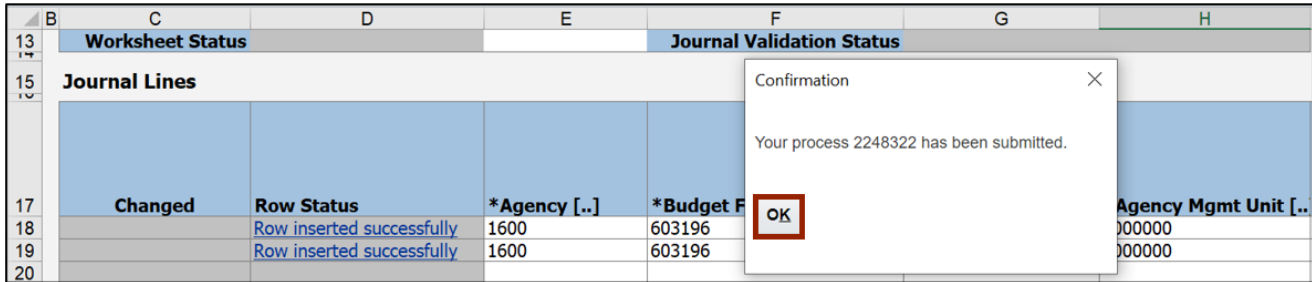 B C D E F G H
13 Worksheet Status Journal Validation Status
14
15 Journal Lines
16
Confirmation
Your process 2248322 has been submitted.
OK
17 Changed Row Status *Agency [..] *Budget F Agency Mgmt Unit [..
18 Row inserted successfully 1600 603196 000000
19 Row inserted successfully 1600 603196 000000
20